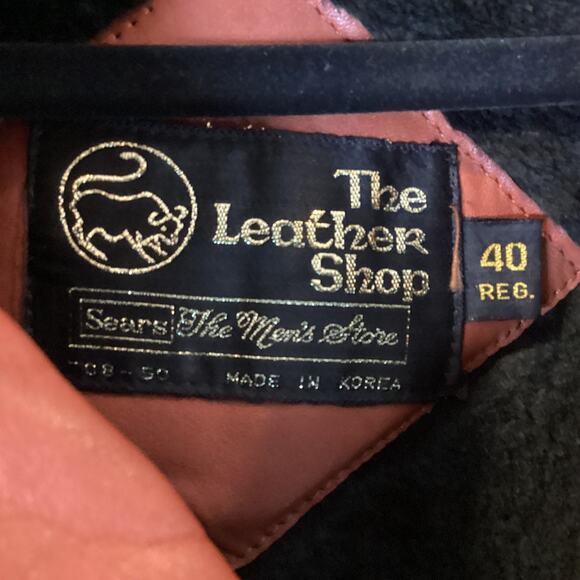 The
Leather
Shop
40
REG.
Sears The Men's Store
MADE IN KOREA